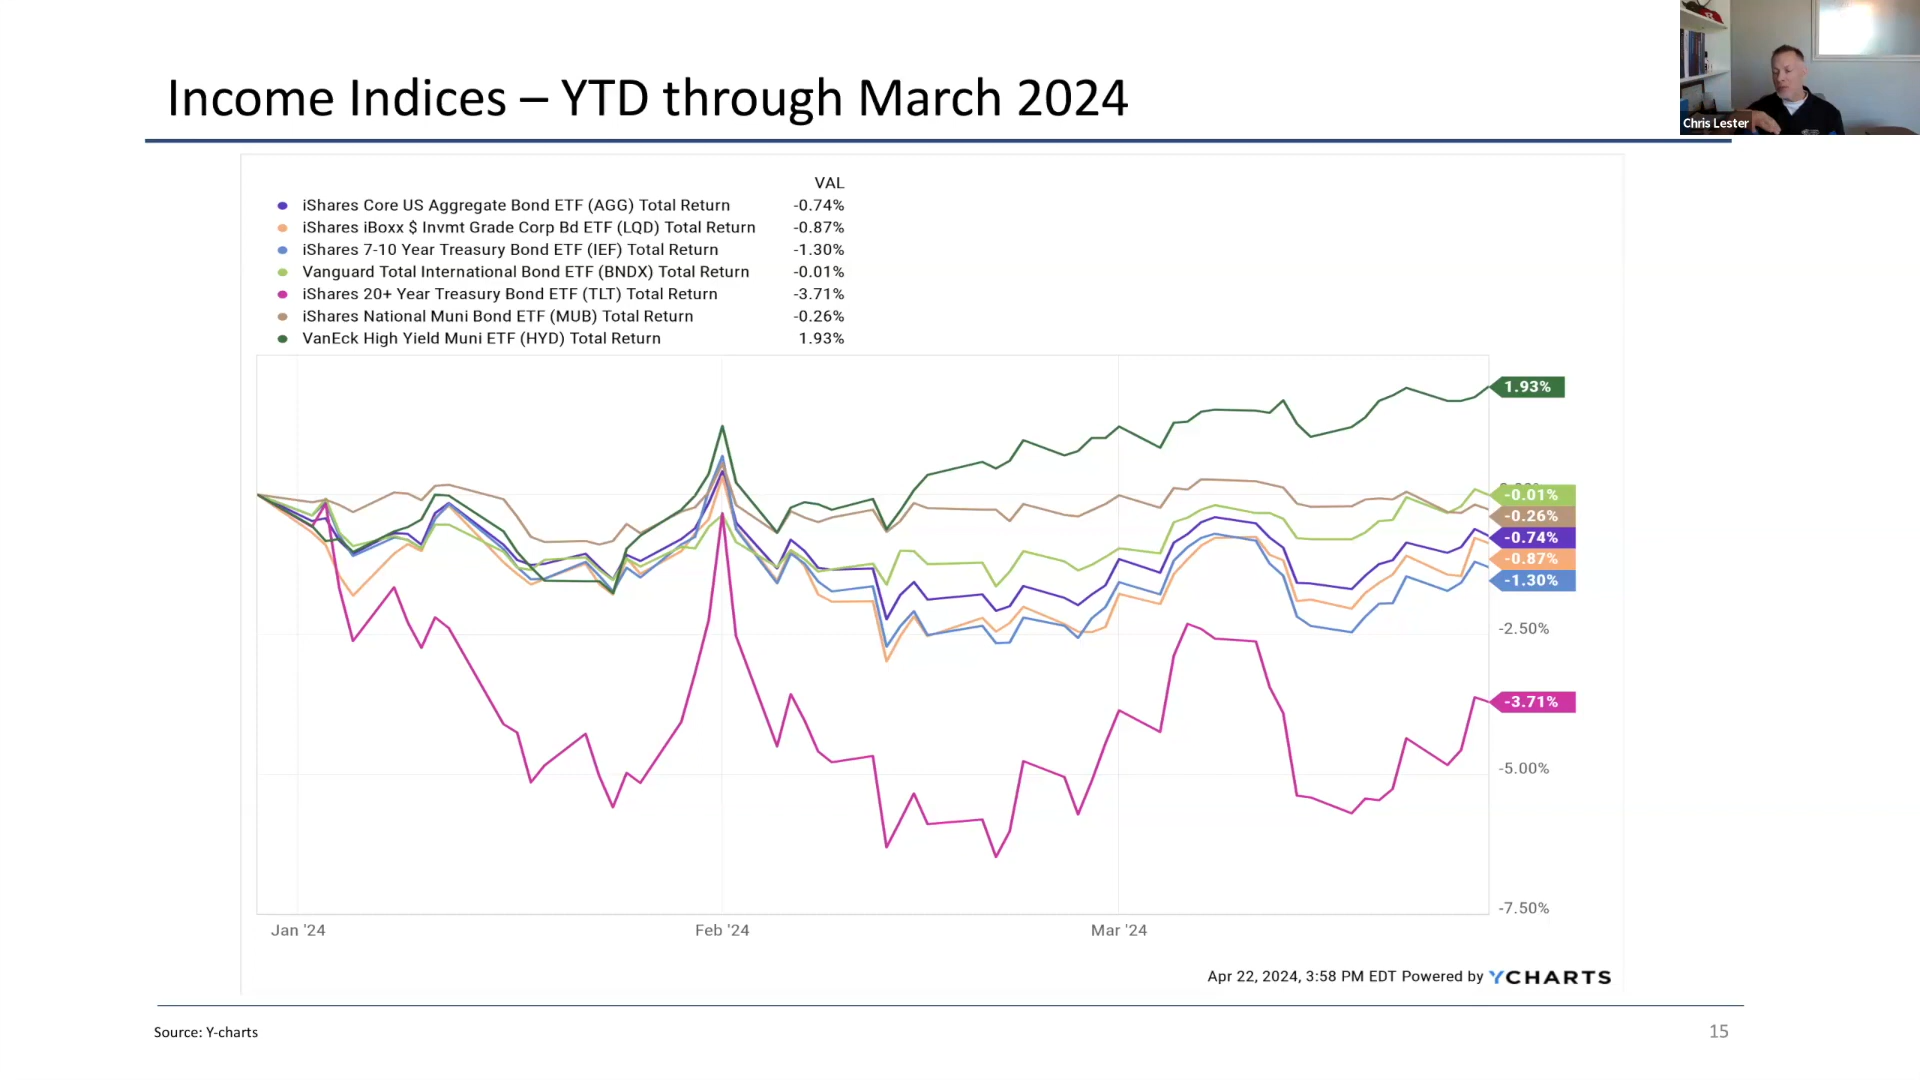 Income Indices – YTD through March 2024
Chris Lester
VAL
iShares Core US Aggregate Bond ETF (AGG) Total Return -0.74%
iShares iBoxx $ Invmt Grade Corp Bd ETF (LQD) Total Return -0.87%
iShares 7-10 Year Treasury Bond ETF (IEF) Total Return -1.30%
Vanguard Total International Bond ETF (BNDX) Total Return -0.01%
iShares 20+ Year Treasury Bond ETF (TLT) Total Return -3.71%
iShares National Muni Bond ETF (MUB) Total Return -0.26%
VanEck High Yield Muni ETF (HYD) Total Return 1.93%
1.93%
-0.01%
-0.26%
-0.74%
-0.87%
-1.30%
-2.50%
-3.71%
-5.00%
-7.50%
Jan '24 Feb '24 Mar '24
Apr 22, 2024, 3:58 PM EDT Powered by YCHARTS
Source: Y-charts
15